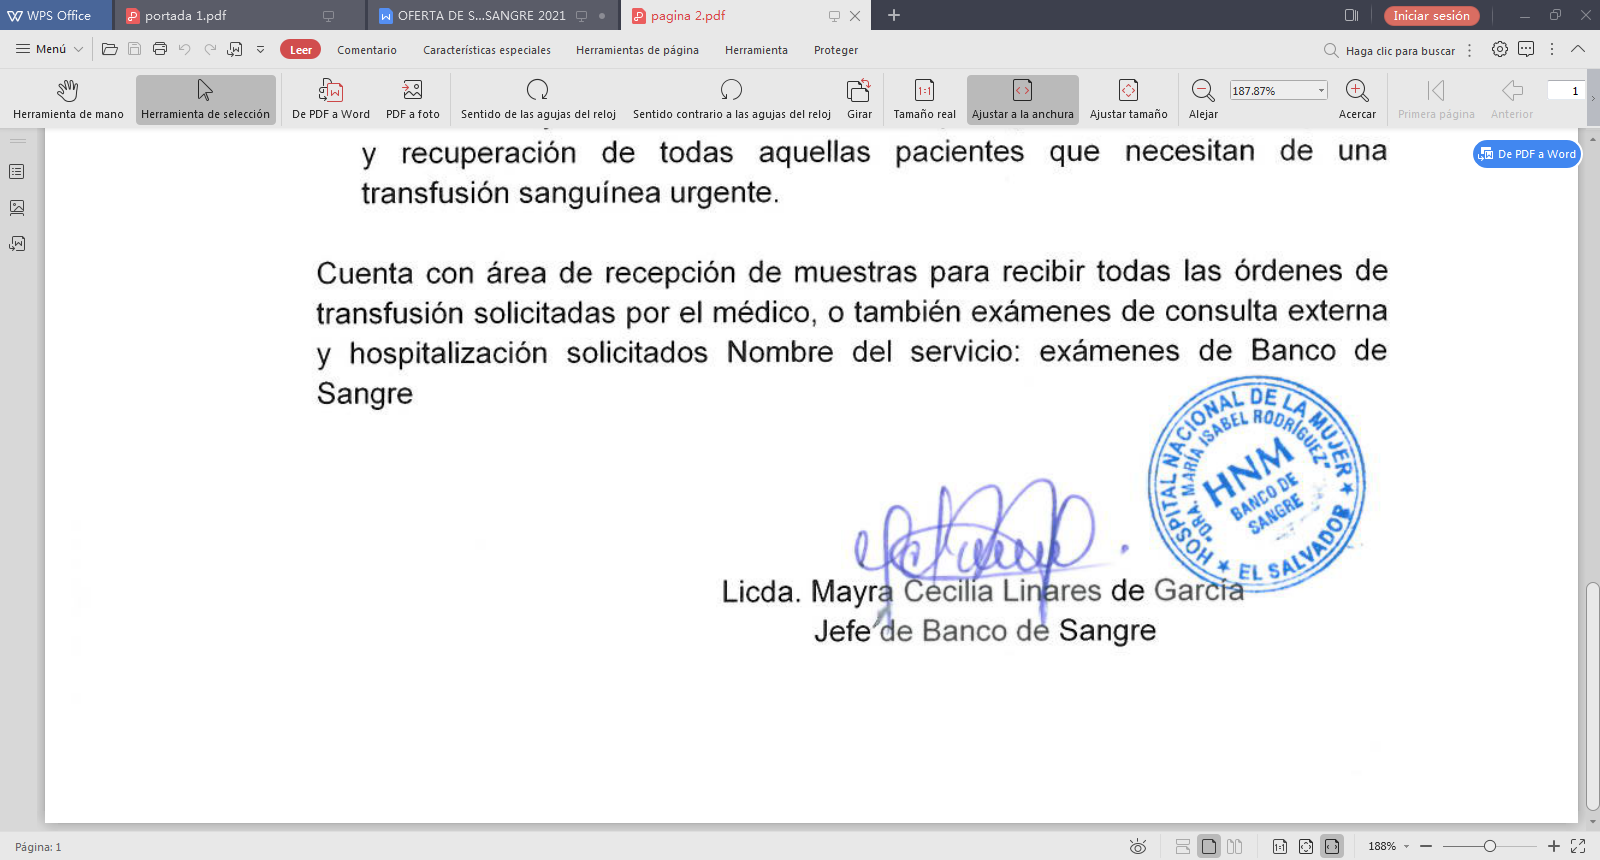 WPS Office
portada 1.pdf
OFERTA DE S...SANGRE 2021
pagina 2.pdf
Iniciar sesión
Menú
Leer
Comentario
Características especiales
Herramientas de página
Herramienta
Proteger
Haga clic para buscar
Herramienta de mano
Herramienta de selección
De PDF a Word
PDF a foto
Sentido de las agujas del reloj
Sentido contrario a las agujas del reloj
Girar
1:1
Tamaño real
Ajustar a la anchura
Ajustar tamaño
Alejar
187.87%
Acercar
Primera página
Anterior
1
De PDF a Word
y recuperación de todas aquellas pacientes que necesitan de una
transfusión sanguínea urgente.
Cuenta con área de recepción de muestras para recibir todas las órdenes de
transfusión solicitadas por el médico, o también exámenes de consulta externa
y hospitalización solicitados Nombre del servicio: exámenes de Banco de
Sangre
HOSPITAL NACIONAL DE LA MUJER
"DRA. MARÍA ISABEL RODRÍGUEZ"
HNM
BANCO DE
SANGRE
EL SALVADOR
Licda. Mayra Cecilia Linares de García
Jefe de Banco de Sangre
Página: 1
1:1
188%